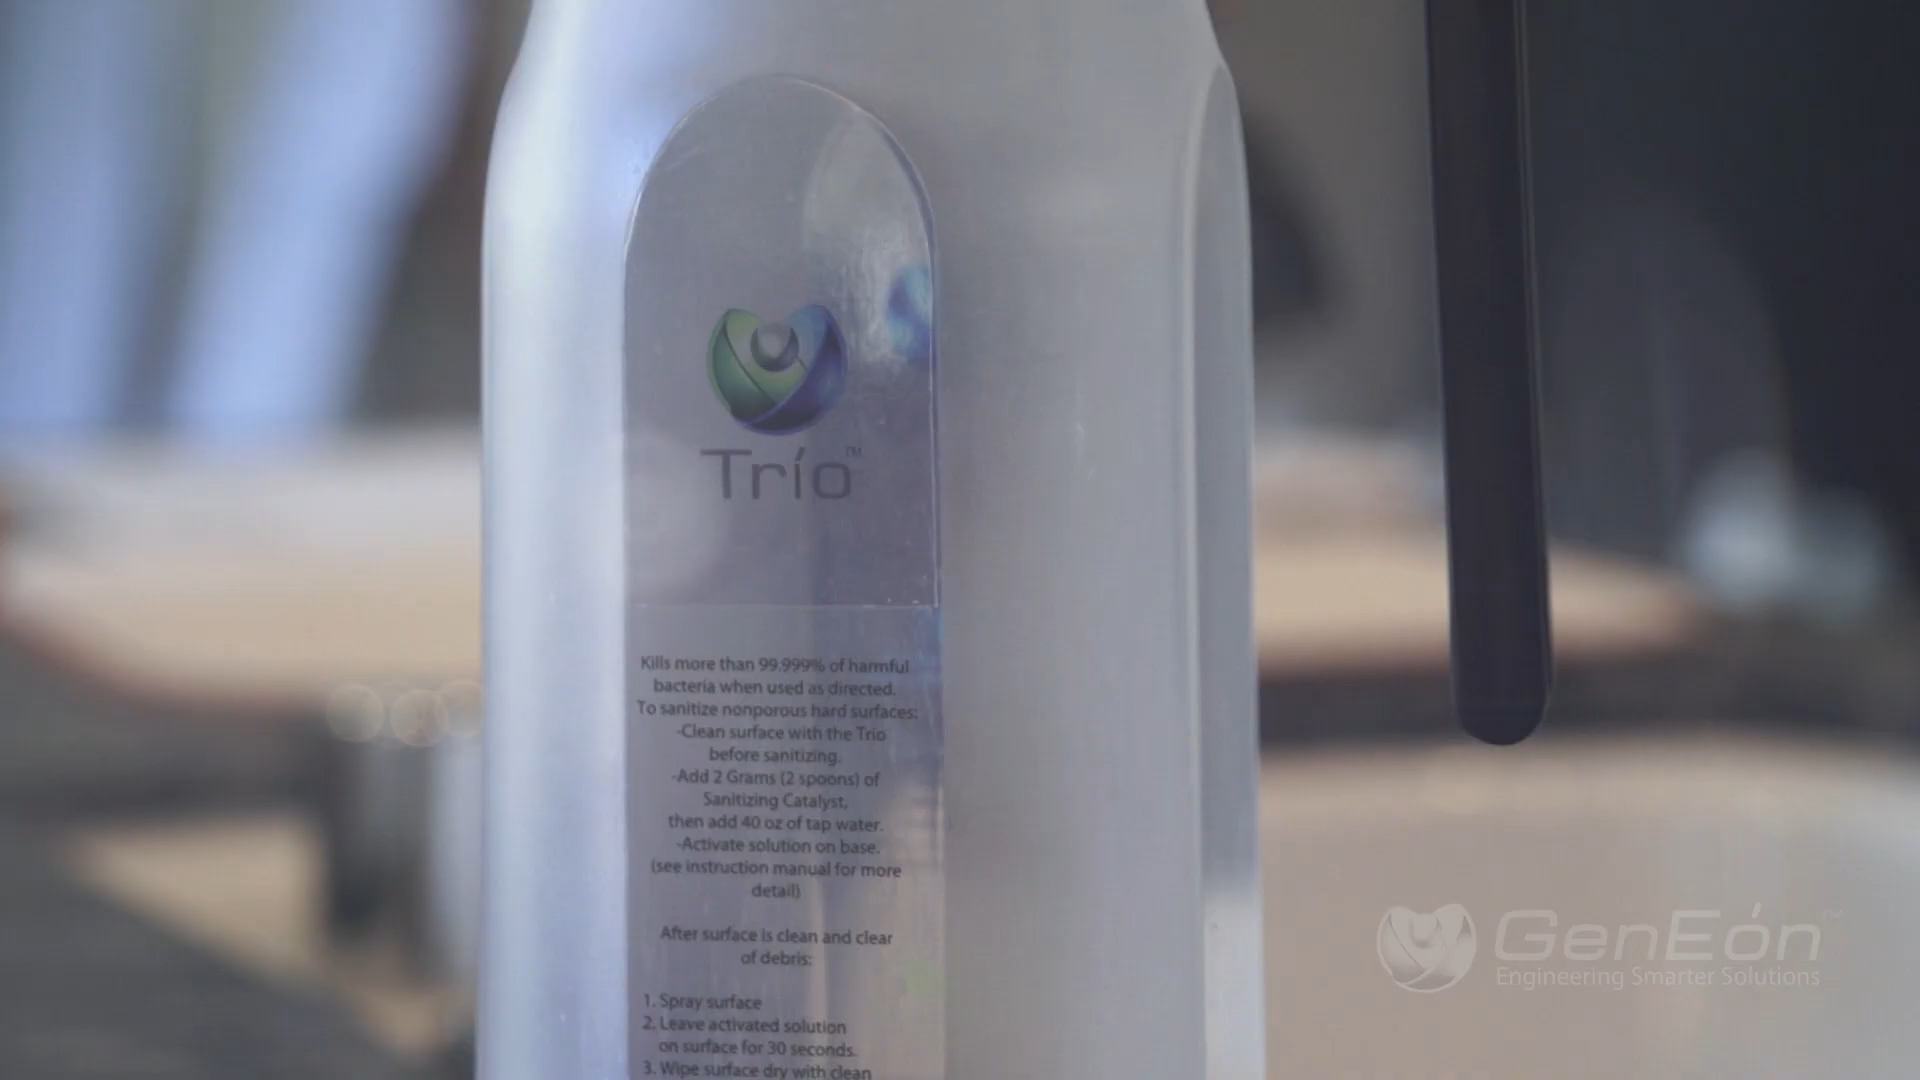 Trío™
Kills more than 99.999% of harmful
bacteria when used as directed.
To sanitize nonporous hard surfaces:
-Clean surface with the Trio
before sanitizing.
-Add 2 Grams (2 spoons) of
Sanitizing Catalyst,
then add 40 oz of tap water.
-Activate solution on base.
(see instruction manual for more
detail)
After surface is clean and clear
of debris:
1. Spray surface
2. Leave activated solution
on surface for 30 seconds.
3. Wipe surface dry with clean
GenEón™
Engineering Smarter Solutions